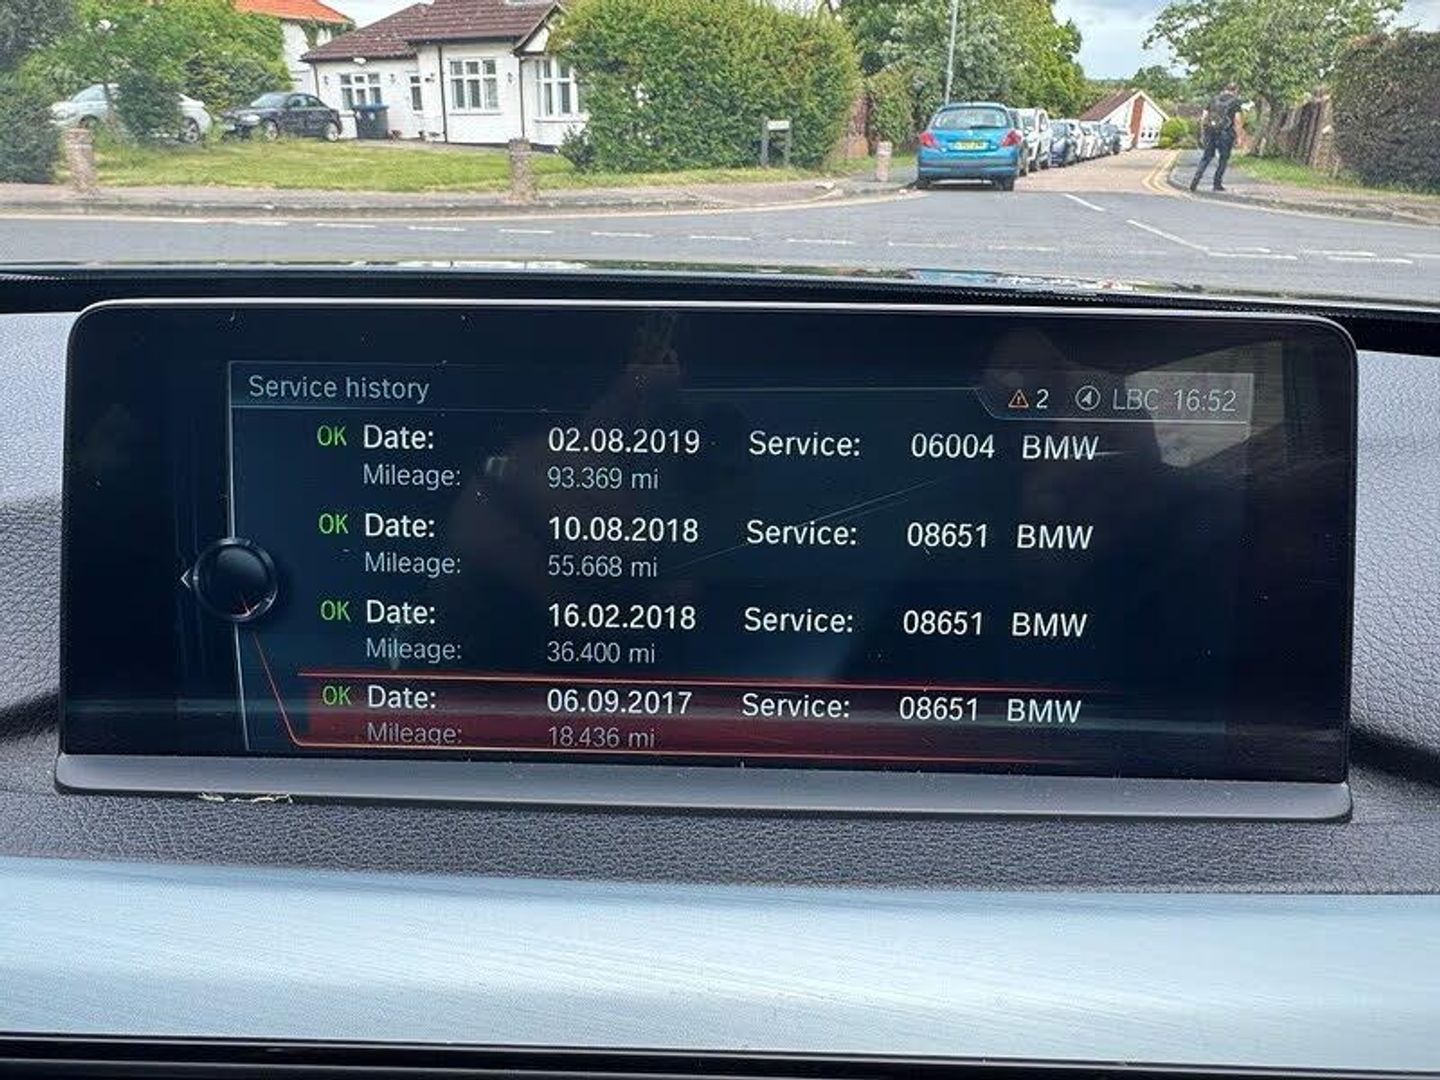 Service history
2 LBC 16:52
OK Date: 02.08.2019 Service: 06004 BMW
Mileage: 93.369 mi
OK Date: 10.08.2018 Service: 08651 BMW
Mileage: 55.668 mi
OK Date: 16.02.2018 Service: 08651 BMW
Mileage: 36.400 mi
OK Date: 06.09.2017 Service: 08651 BMW
Mileage: 18.436 mi